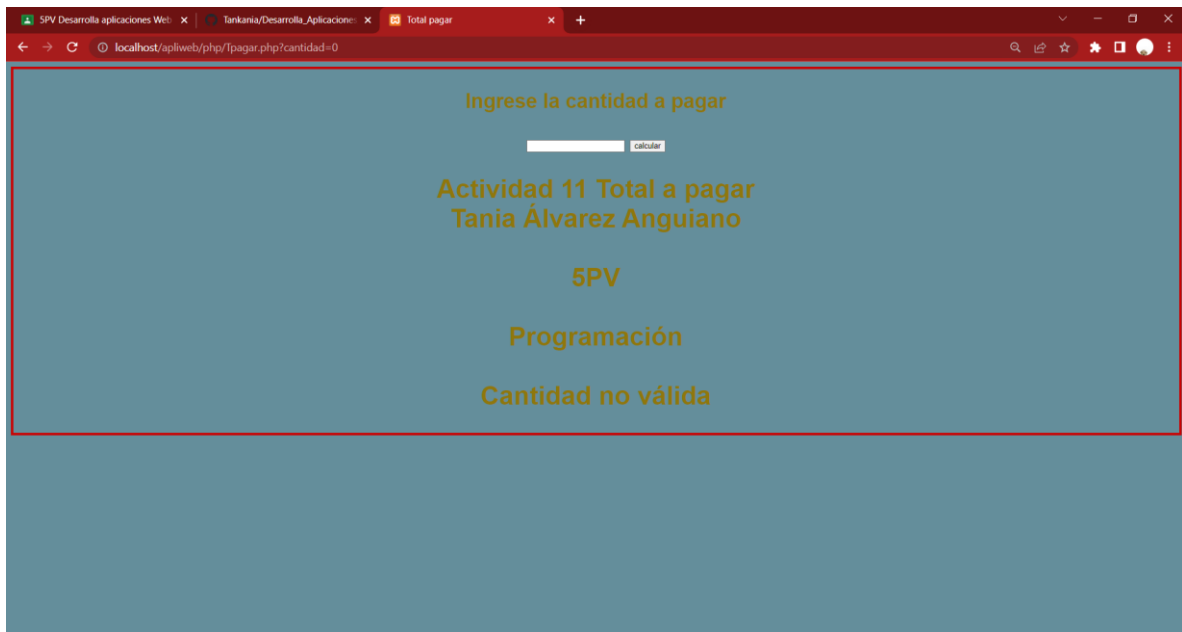 SPV Desarrolla aplicaciones Web
Tankania/Desarrolla_Aplicaciones
Total pagar
localhost/apliweb/php/Tpagar.php?cantidad=0
Ingrese la cantidad a pagar
calcular
Actividad 11 Total a pagar
Tania Álvarez Anguiano
5PV
Programación
Cantidad no válida